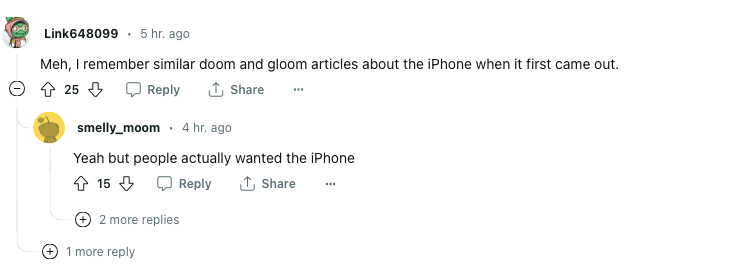 Link648099 • 5 hr. ago
Meh, I remember similar doom and gloom articles about the iPhone when it first came out.
25 Reply Share ...
smelly_moom • 4 hr. ago
Yeah but people actually wanted the iPhone
15 Reply Share ...
2 more replies
1 more reply